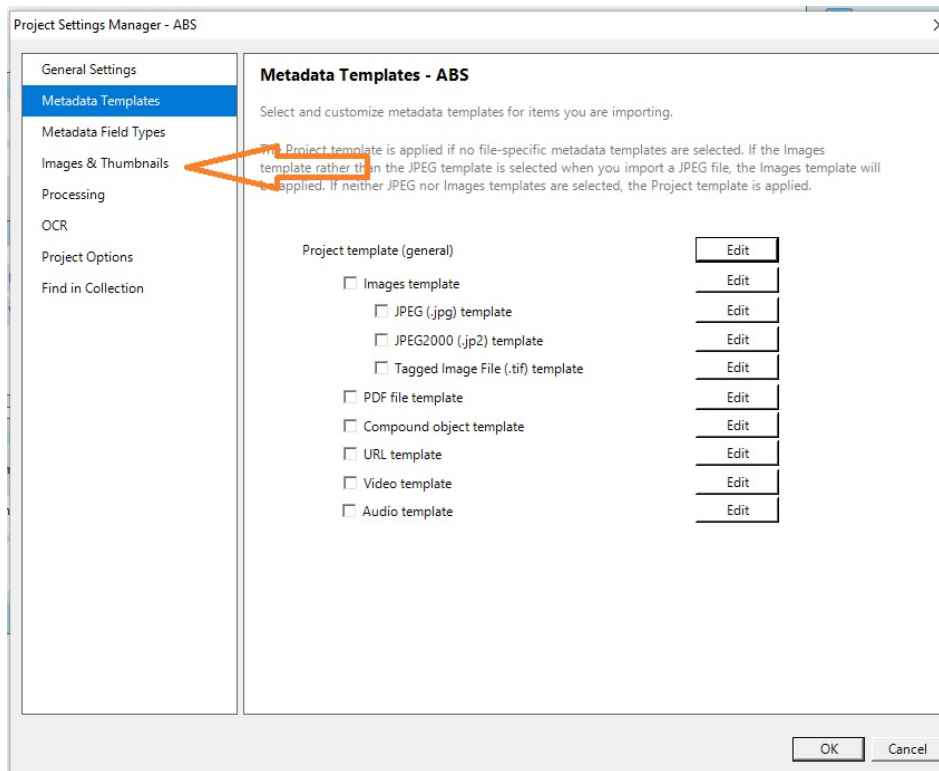 Project Settings Manager - ABS
General Settings
Metadata Templates
Metadata Field Types
Images & Thumbnails
Processing
OCR
Project Options
Find in Collection
Metadata Templates - ABS
Select and customize metadata templates for items you are importing.
The Project template is applied if no file-specific metadata templates are selected. If the Images
template rather than the JPEG template is selected when you import a JPEG file, the Images template will
be applied. If neither JPEG nor Images templates are selected, the Project template is applied.
Project template (general) Edit
Images template Edit
JPEG (.jpg) template Edit
JPEG2000 (.jp2) template Edit
Tagged Image File (.tif) template Edit
PDF file template Edit
Compound object template Edit
URL template Edit
Video template Edit
Audio template Edit
OK Cancel